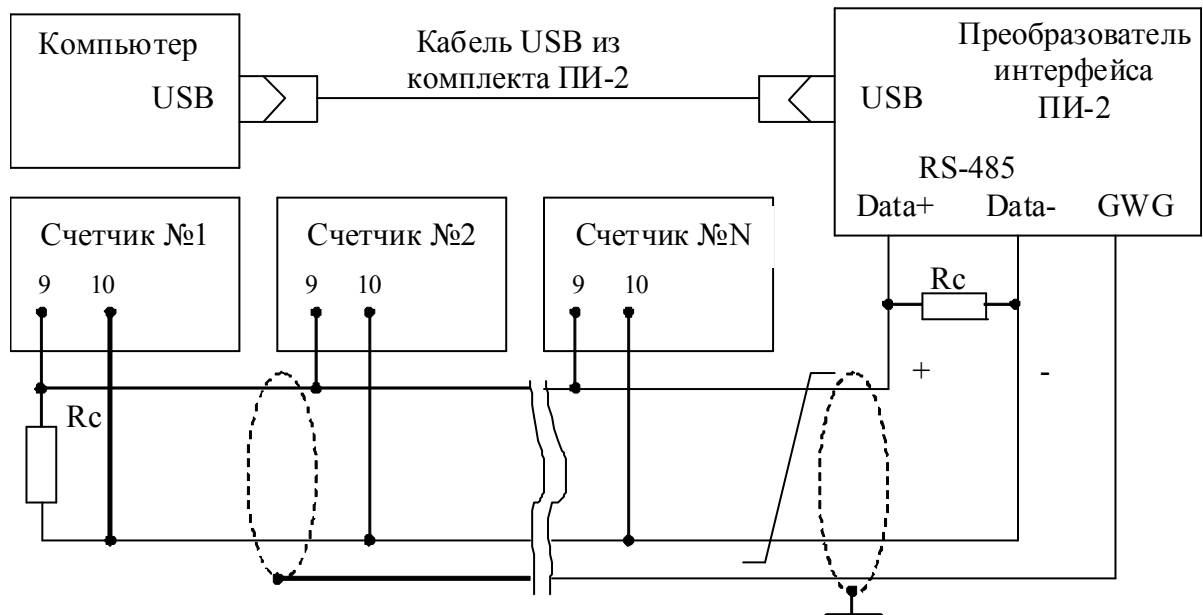 Компьютер
USB
Кабель USB из
комплекта ПИ-2
Преобразователь
интерфейса
ПИ-2
USB
RS-485
Data+ Data- GWG
Счетчик №1
9 10
Счетчик №2
9 10
Счетчик №N
9 10
Rc
+ -
Rc